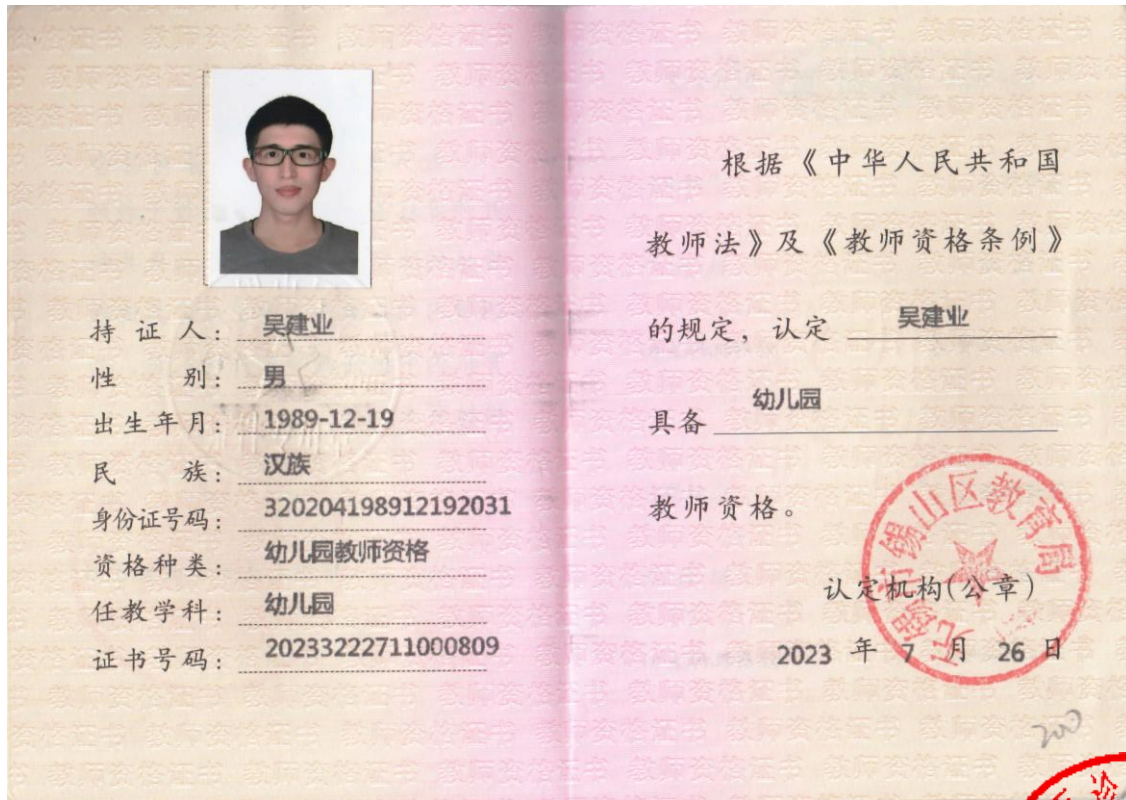 持证人：吴建业
性别：男
出生年月：1989-12-19
民族：汉族
身份证号码：320204198912192031
资格种类：幼儿园教师资格
任教学科：幼儿园
证书号码：20233222711000809
根据《中华人民共和国
教师法》及《教师资格条例》
的规定，认定 吴建业
具备 幼儿园
教师资格。
无锡市锡山区教育局
认定机构(公章)
2023 年 7 月 26 日
200